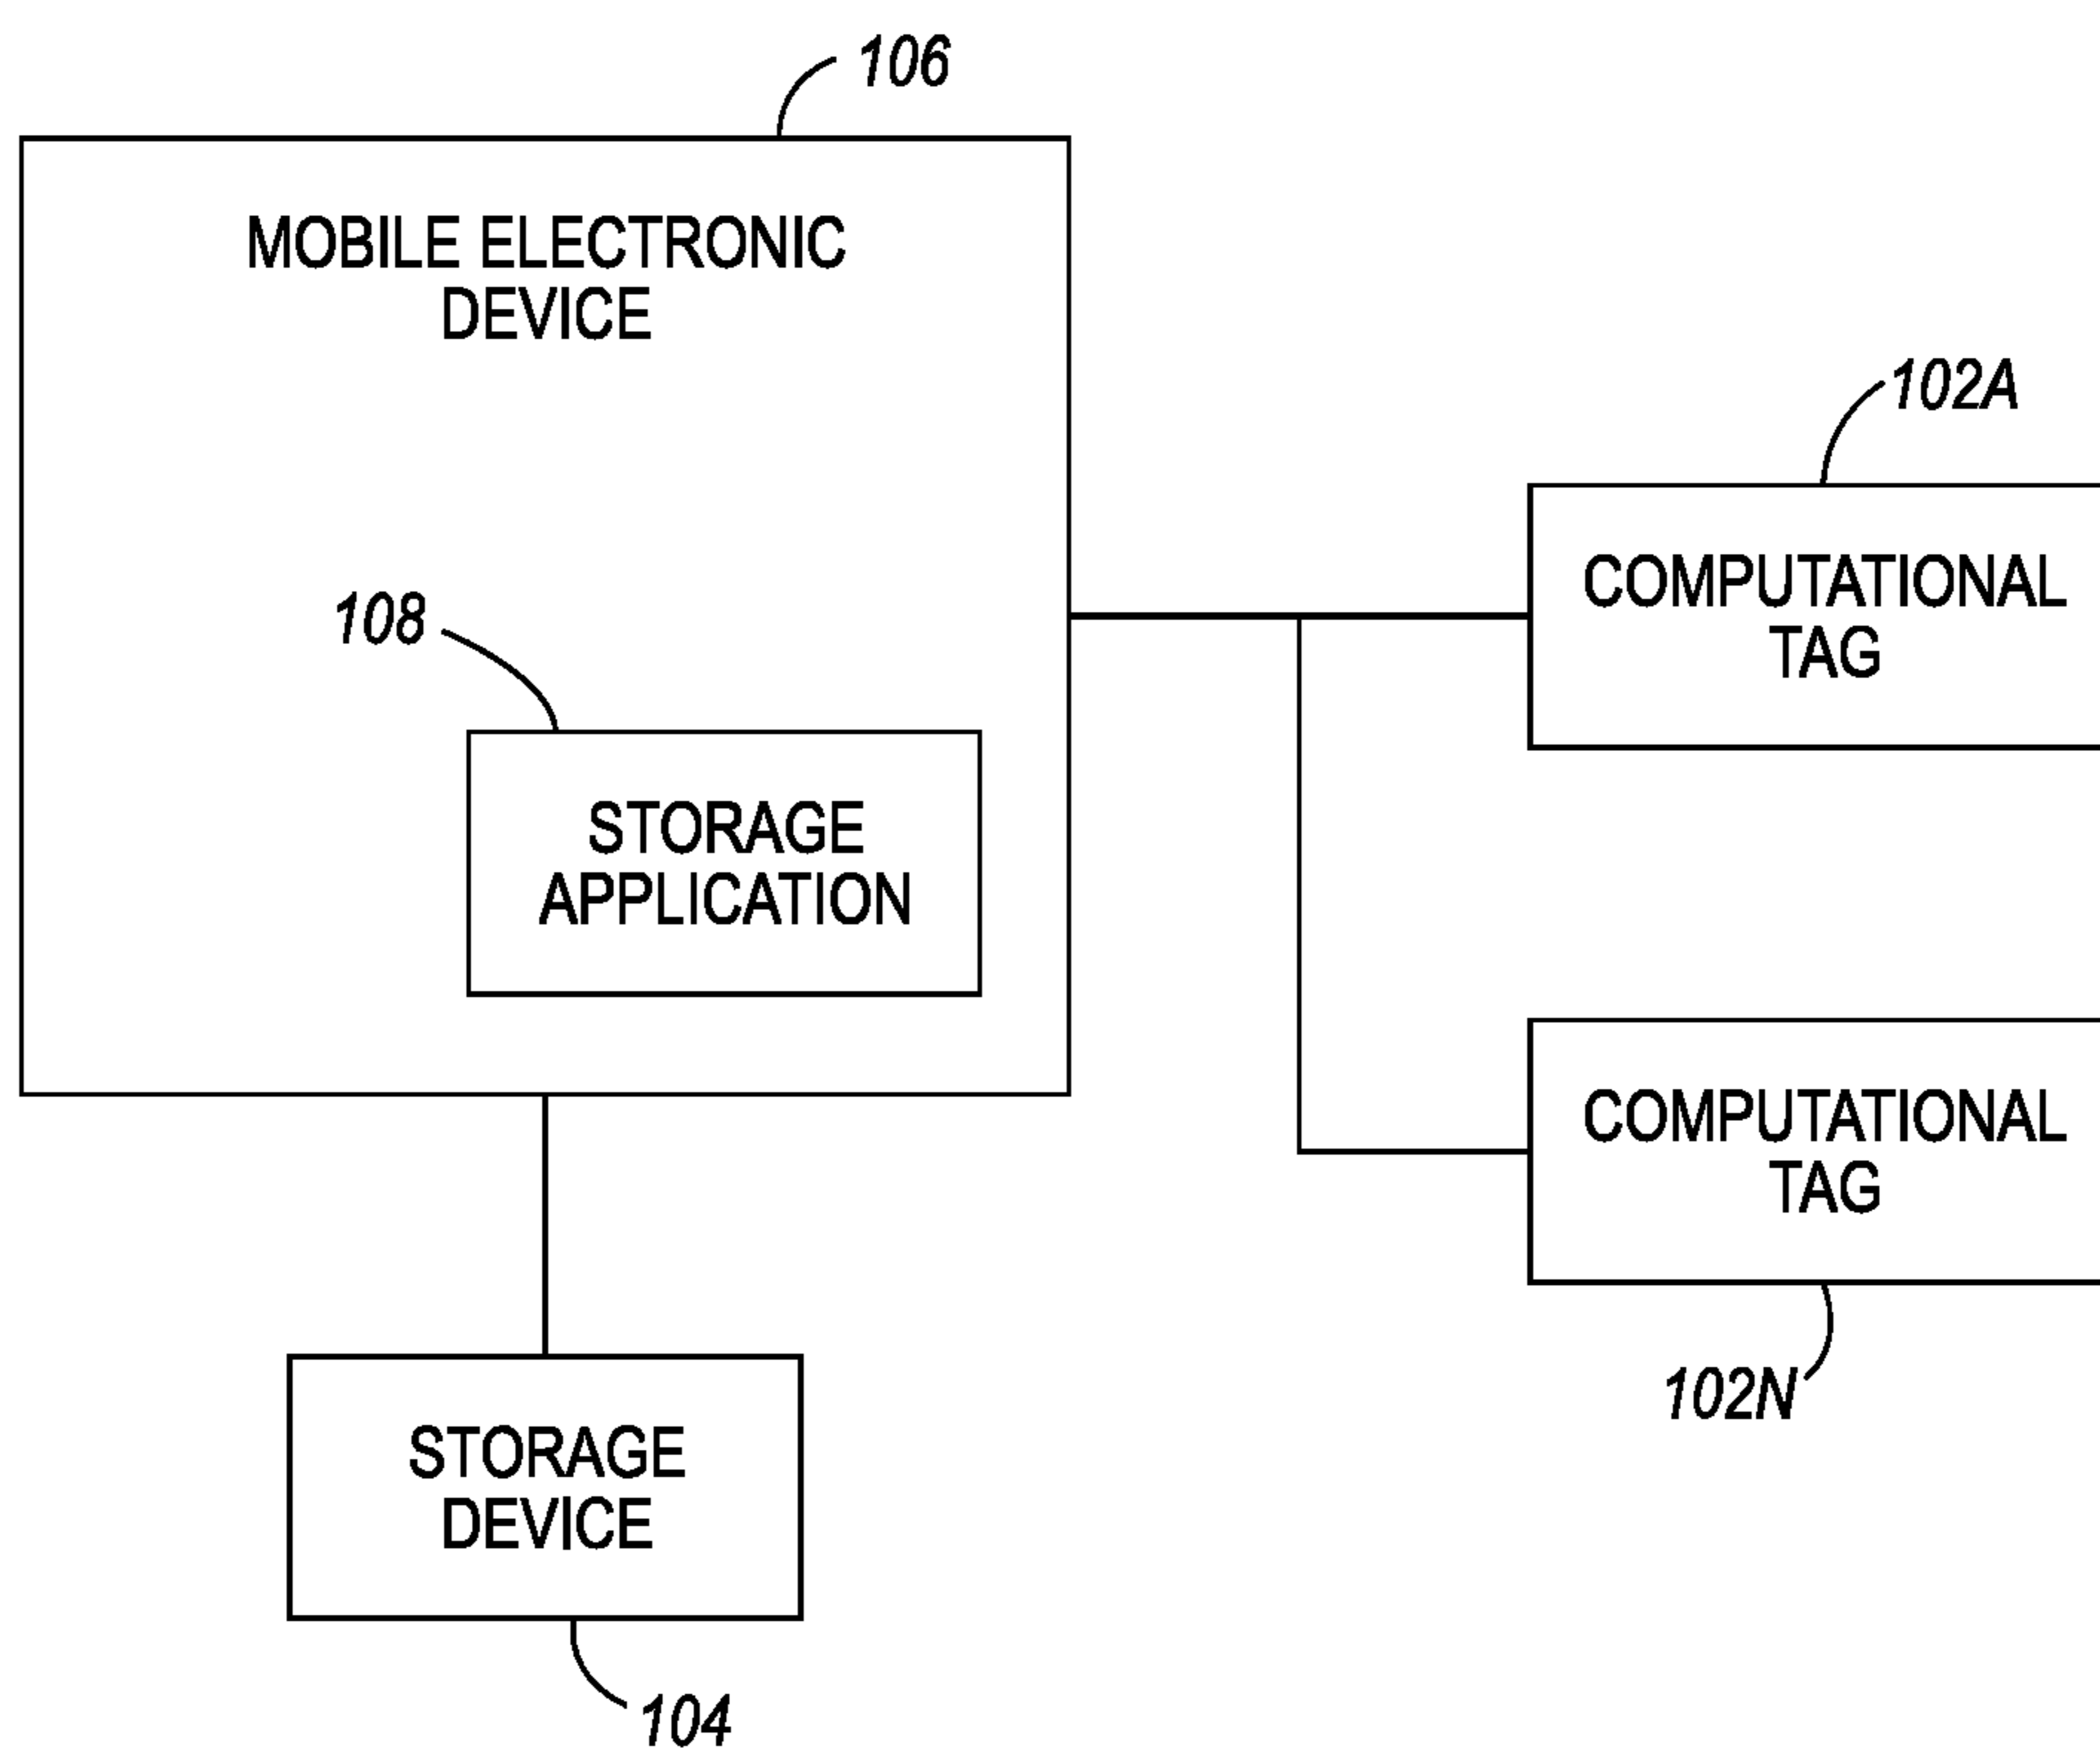 106
MOBILE ELECTRONIC
DEVICE
102A
COMPUTATIONAL
TAG
108
STORAGE
APPLICATION
COMPUTATIONAL
TAG
102N
STORAGE
DEVICE
104